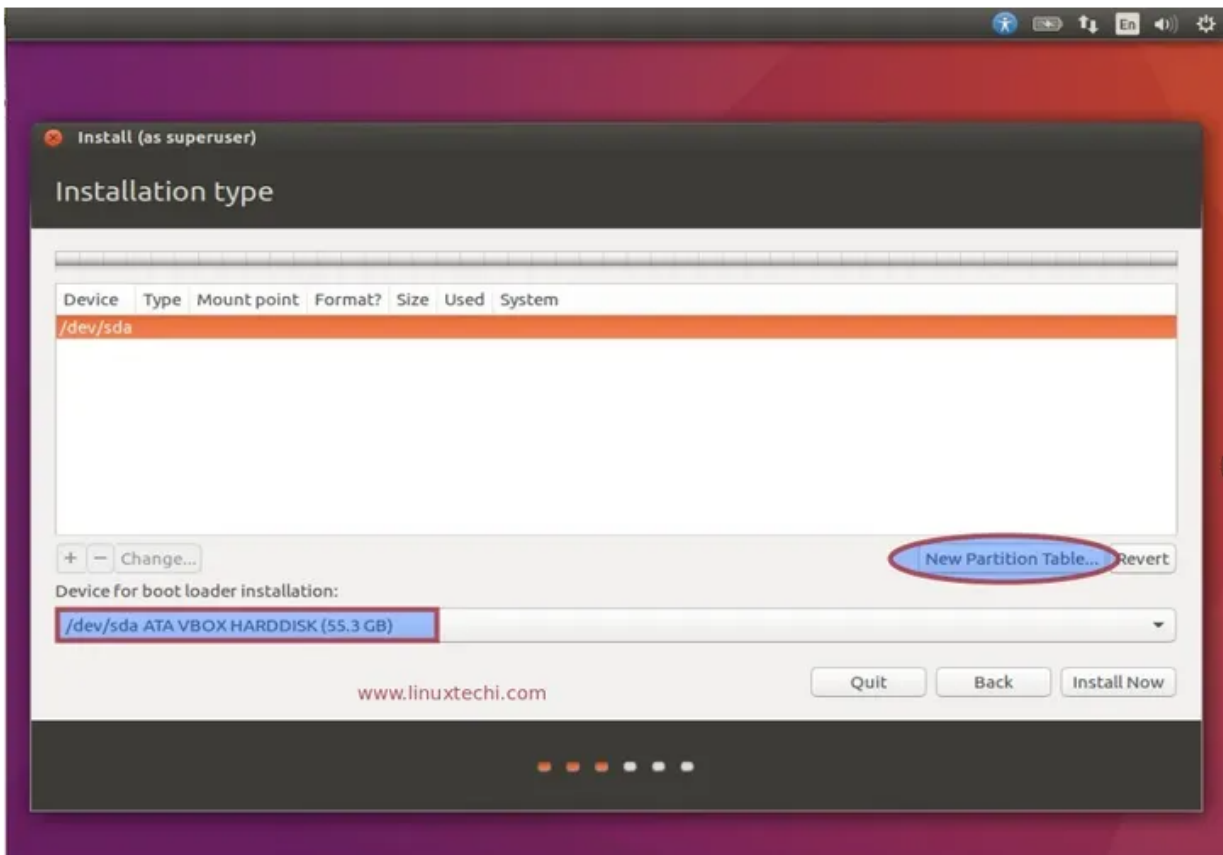 En
Install (as superuser)
Installation type
Device Type Mount point Format? Size Used System
/dev/sda
+ - Change... New Partition Table... Revert
Device for boot loader installation:
/dev/sda ATA VBOX HARDDISK (55.3 GB)
www.linuxtechi.com
Quit Back Install Now